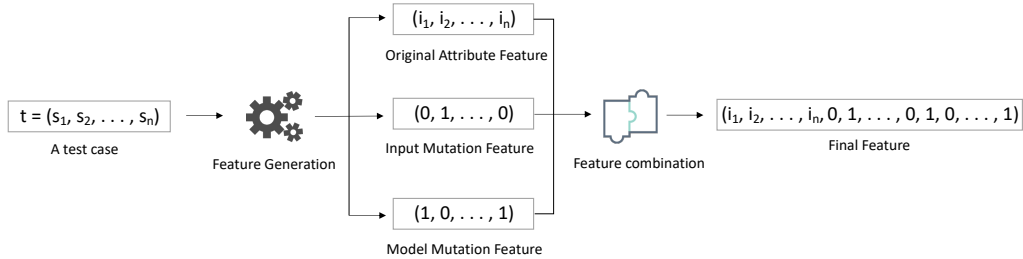 (i₁, i₂, . . . , iₙ)
Original Attribute Feature
t = (s₁, s₂, . . . , sₙ)
A test case
Feature Generation
(0, 1, . . . , 0)
Input Mutation Feature
Feature combination
(i₁, i₂, . . . , iₙ, 0, 1, . . . , 0, 1, 0, . . . , 1)
Final Feature
(1, 0, . . . , 1)
Model Mutation Feature